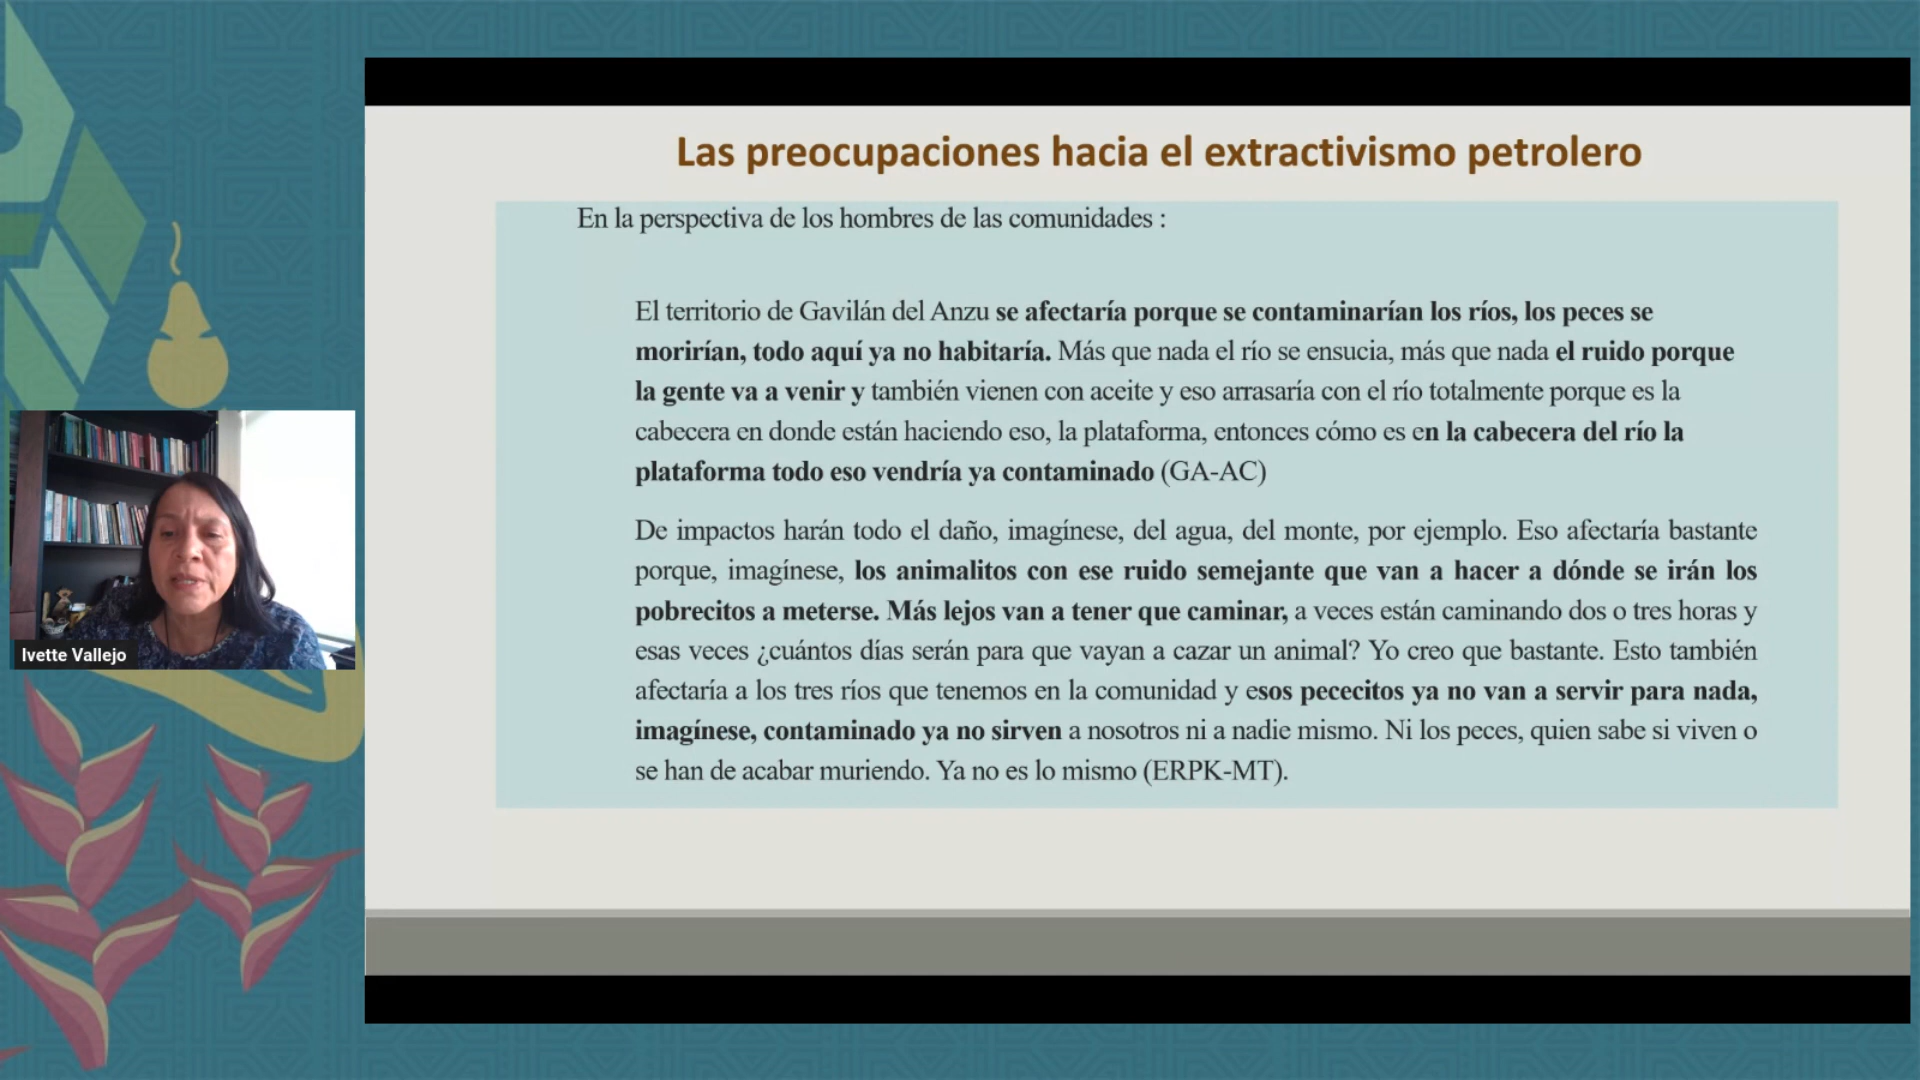 Las preocupaciones hacia el extractivismo petrolero
En la perspectiva de los hombres de las comunidades :
El territorio de Gavilán del Anzu se afectaría porque se contaminarían los ríos, los peces se
morirían, todo aquí ya no habitaría. Más que nada el río se ensucia, más que nada el ruido porque
la gente va a venir y también vienen con aceite y eso arrasaría con el río totalmente porque es la
cabecera en donde están haciendo eso, la plataforma, entonces cómo es en la cabecera del río la
plataforma todo eso vendría ya contaminado (GA-AC)
De impactos harán todo el daño, imagínese, del agua, del monte, por ejemplo. Eso afectaría bastante
porque, imagínese, los animalitos con ese ruido semejante que van a hacer a dónde se irán los
pobrecitos a meterse. Más lejos van a tener que caminar, a veces están caminando dos o tres horas y
esas veces ¿cuántos días serán para que vayan a cazar un animal? Yo creo que bastante. Esto también
afectaría a los tres ríos que tenemos en la comunidad y esos pececitos ya no van a servir para nada,
imagínese, contaminado ya no sirven a nosotros ni a nadie mismo. Ni los peces, quien sabe si viven o
se han de acabar muriendo. Ya no es lo mismo (ERPK-MT).
Ivette Vallejo